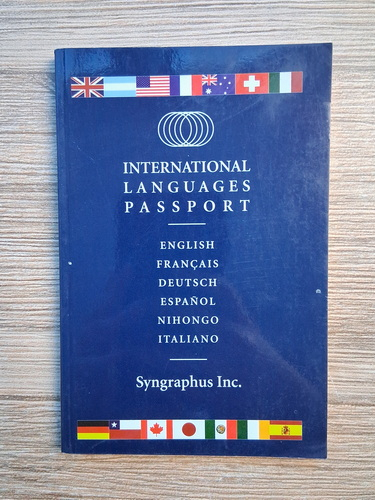 INTERNATIONAL
LANGUAGES
PASSPORT
ENGLISH
FRANÇAIS
DEUTSCH
ESPAÑOL
NIHONGO
ITALIANO
Syngraphus Inc.